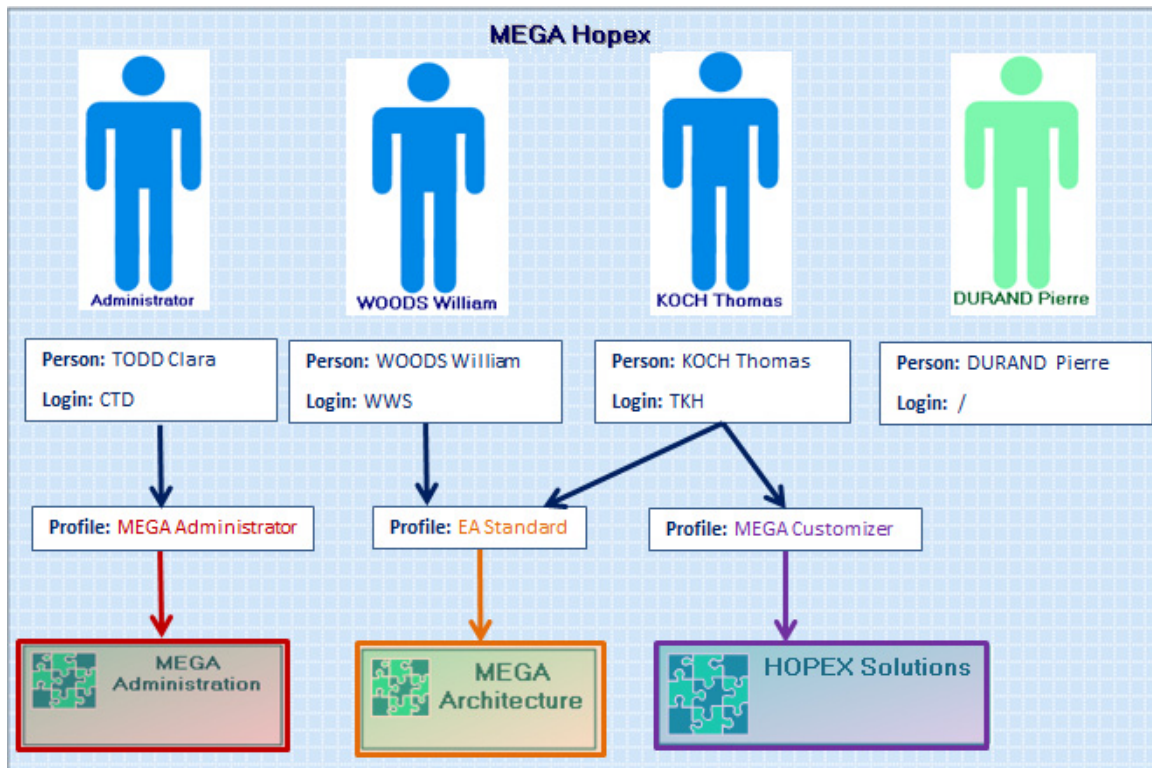 MEGA Hopex
Administrator
WOODS William
KOCH Thomas
DURAND Pierre
Person: TODD Clara
Login: CTD
Person: WOODS William
Login: WWS
Person: KOCH Thomas
Login: TKH
Person: DURAND Pierre
Login: /
Profile: MEGA Administrator
Profile: EA Standard
Profile: MEGA Customizer
MEGA
Administration
MEGA
Architecture
HOPEX Solutions